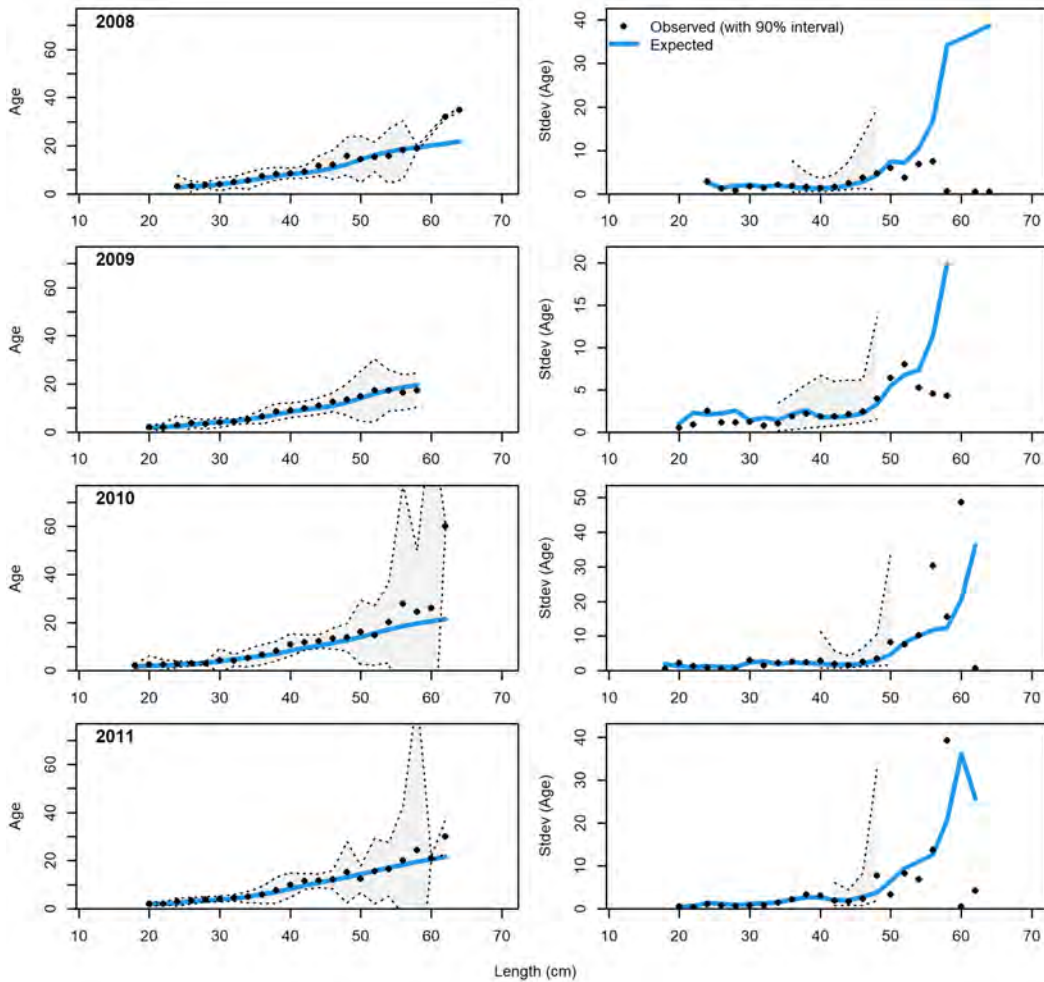 2008
Age
0 20 40 60
10 20 30 40 50 60 70
Observed (with 90% interval)
Expected
Stdev (Age)
0 10 20 30 40
10 20 30 40 50 60 70
2009
Age
0 20 40 60
10 20 30 40 50 60 70
Stdev (Age)
0 5 10 15 20
10 20 30 40 50 60 70
2010
Age
0 20 40 60
10 20 30 40 50 60 70
Stdev (Age)
0 10 20 30 40 50
10 20 30 40 50 60 70
2011
Age
0 20 40 60
10 20 30 40 50 60 70
Stdev (Age)
0 10 20 30 40
10 20 30 40 50 60 70
Length (cm)